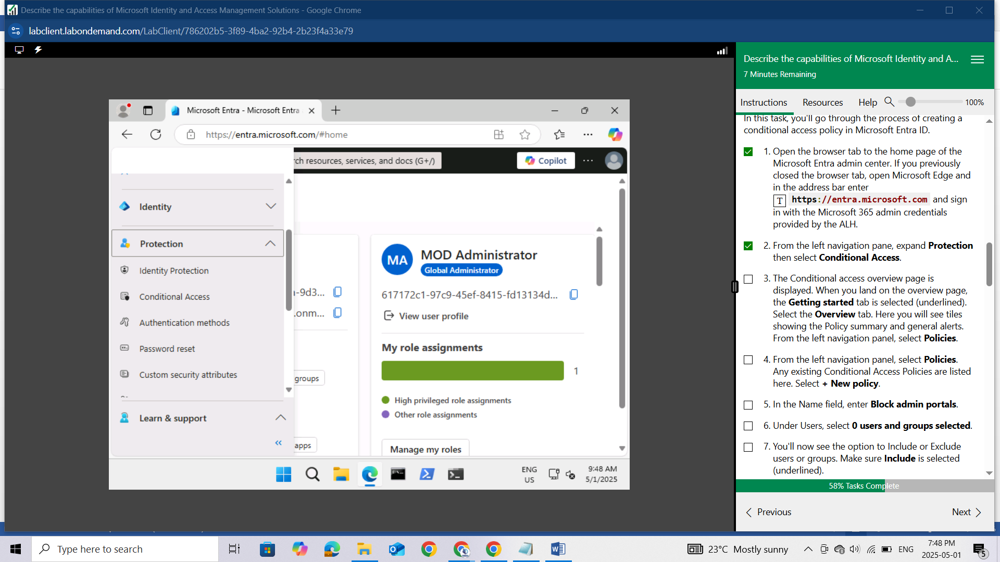 Describe the capabilities of Microsoft Identity and Access Management Solutions - Google Chrome
labclient.labondemand.com/LabClient/786202b5-3f89-4ba2-92b4-2b23f4a33e79
Microsoft Entra - Microsoft Entra
https://entra.microsoft.com/#home
rch resources, services, and docs (G+/)
Copilot
Identity
Protection
Identity Protection
Conditional Access
Authentication methods
Password reset
Custom security attributes
Learn & support
-9d3...
.onm...
groups
apps
MA
MOD Administrator
Global Administrator
617172c1-97c9-45ef-8415-fd13134d...
View user profile
My role assignments
1
High privileged role assignments
Other role assignments
Manage my roles
ENG
US
9:48 AM
5/1/2025
Describe the capabilities of Microsoft Identity and A...
7 Minutes Remaining
Instructions
Resources
Help
100%
In this task, you'll go through the process of creating a
conditional access policy in Microsoft Entra ID.
1. Open the browser tab to the home page of the
Microsoft Entra admin center. If you previously
closed the browser tab, open Microsoft Edge and
in the address bar enter
T https://entra.microsoft.com and sign
in with the Microsoft 365 admin credentials
provided by the ALH.
2. From the left navigation pane, expand Protection
then select Conditional Access.
3. The Conditional access overview page is
displayed. When you land on the overview page,
the Getting started tab is selected (underlined).
Select the Overview tab. Here you will see tiles
showing the Policy summary and general alerts.
From the left navigation panel, select Policies.
4. From the left navigation panel, select Policies.
Any existing Conditional Access Policies are listed
here. Select + New policy.
5. In the Name field, enter Block admin portals.
6. Under Users, select 0 users and groups selected.
7. You'll now see the option to Include or Exclude
users or groups. Make sure Include is selected
(underlined).
58% Tasks Complete
Previous
Next
Type here to search
23°C Mostly sunny
ENG
7:48 PM
2025-05-01
5